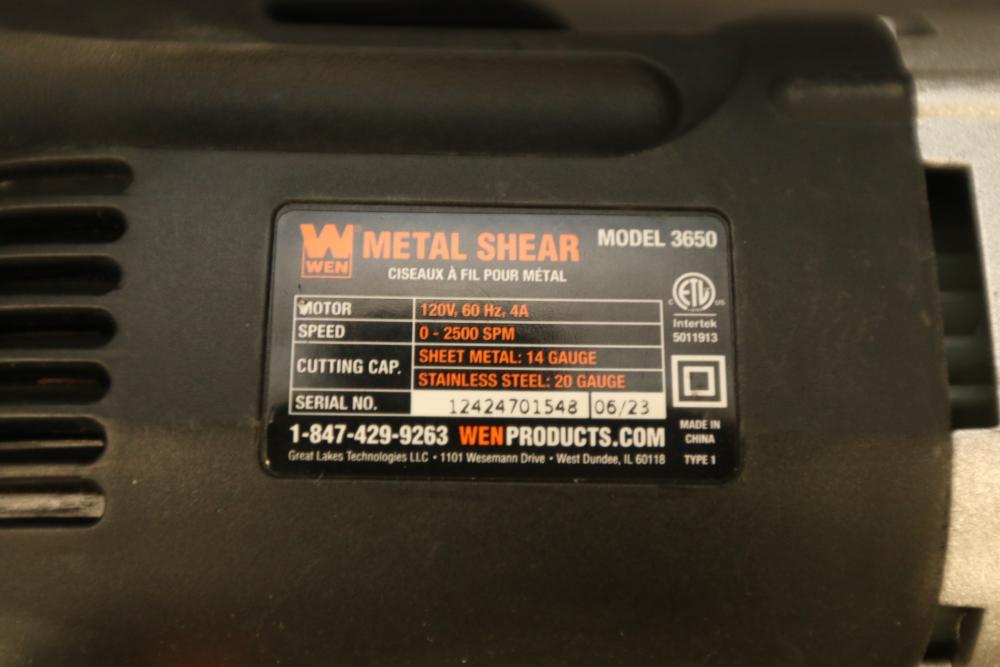 W
WEN
METAL SHEAR
MODEL 3650
CISEAUX À FIL POUR MÉTAL
MOTOR 120V, 60 Hz, 4A
SPEED 0 - 2500 SPM
CUTTING CAP. SHEET METAL: 14 GAUGE
STAINLESS STEEL: 20 GAUGE
SERIAL NO. 12424701548 06/23
1-847-429-9263 WENPRODUCTS.COM
Great Lakes Technologies LLC • 1101 Wesemann Drive • West Dundee, IL 60118
C ETL US
Intertek
5011913
MADE IN
CHINA
TYPE 1